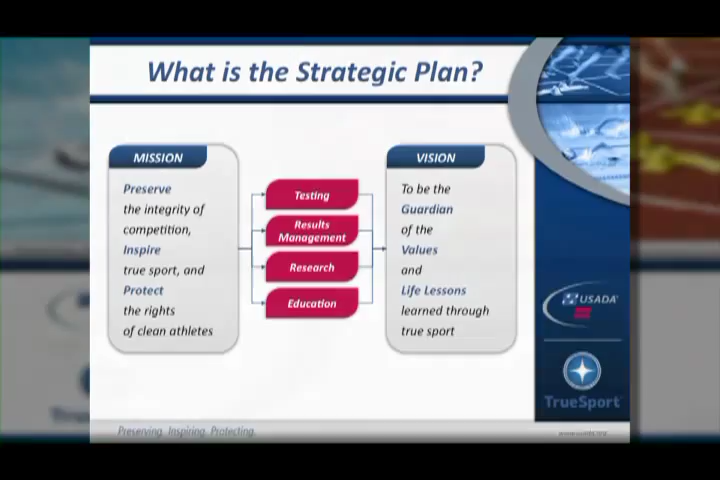 What is the Strategic Plan?
MISSION
Preserve
the integrity of
competition,
Inspire
true sport, and
Protect
the rights
of clean athletes
Testing
Results
Management
Research
Education
VISION
To be the
Guardian
of the
Values
and
Life Lessons
learned through
true sport
USADA
TrueSport
Preserving. Inspiring. Protecting.